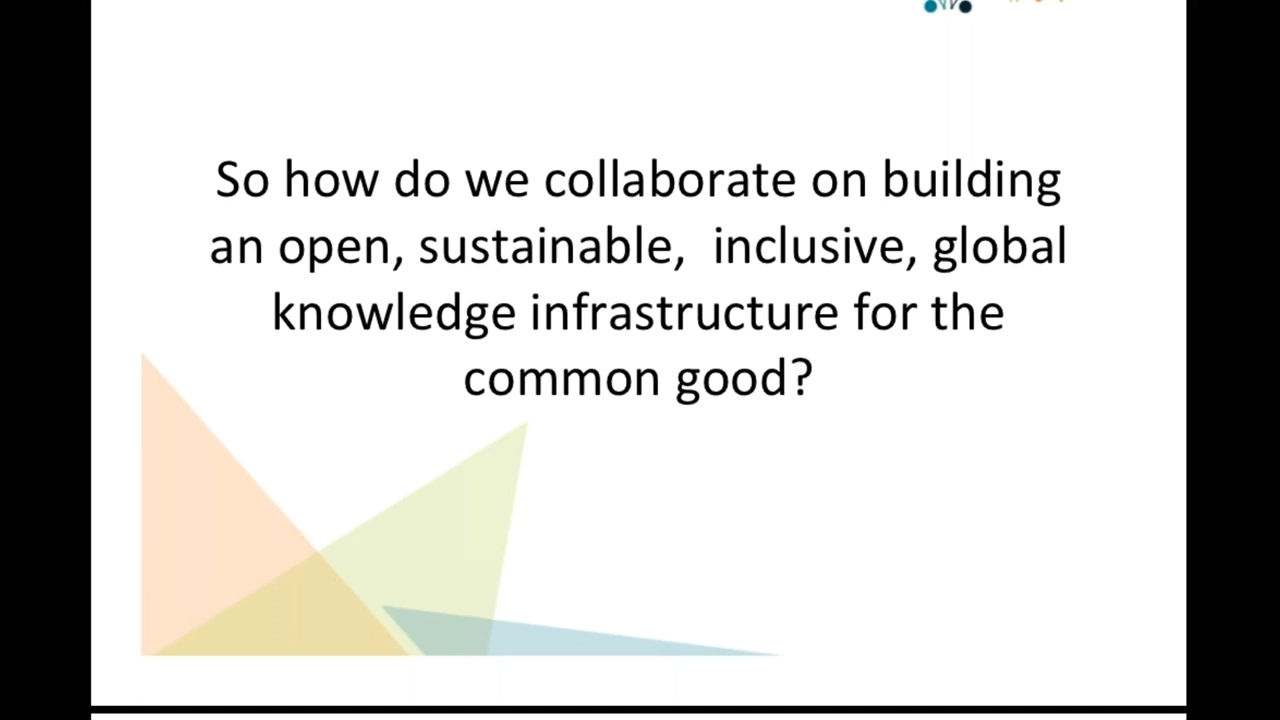 So how do we collaborate on building
an open, sustainable,  inclusive, global
knowledge infrastructure for the
common good?